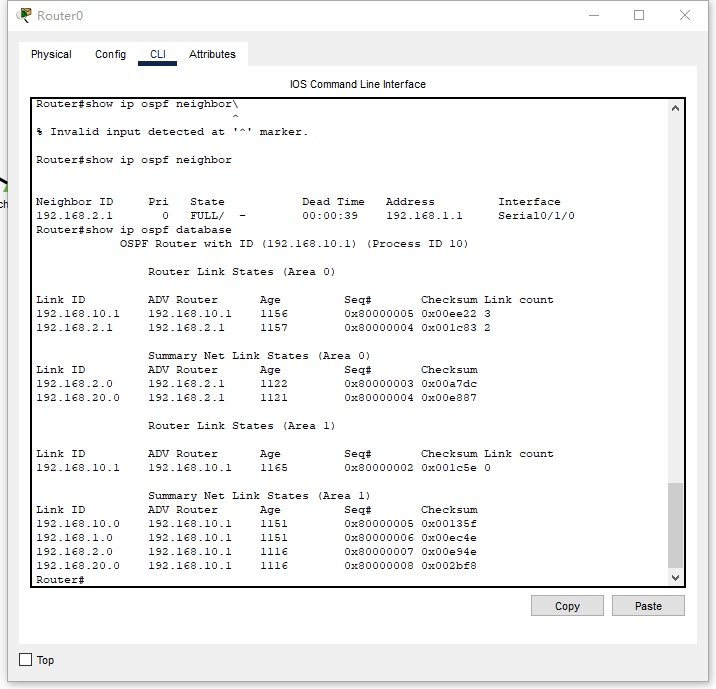 Router0
Physical Config CLI Attributes
IOS Command Line Interface
Router#show ip ospf neighbor\
^
% Invalid input detected at '^' marker.
Router#show ip ospf neighbor
Neighbor ID Pri State Dead Time Address Interface
192.168.2.1 0 FULL/ - 00:00:39 192.168.1.1 Serial0/1/0
Router#show ip ospf database
OSPF Router with ID (192.168.10.1) (Process ID 10)
Router Link States (Area 0)
Link ID ADV Router Age Seq# Checksum Link count
192.168.10.1 192.168.10.1 1156 0x80000005 0x00ee22 3
192.168.2.1 192.168.2.1 1157 0x80000004 0x001c83 2
Summary Net Link States (Area 0)
Link ID ADV Router Age Seq# Checksum
192.168.2.0 192.168.2.1 1122 0x80000003 0x00a7dc
192.168.20.0 192.168.2.1 1121 0x80000004 0x00e887
Router Link States (Area 1)
Link ID ADV Router Age Seq# Checksum Link count
192.168.10.1 192.168.10.1 1165 0x80000002 0x001c5e 0
Summary Net Link States (Area 1)
Link ID ADV Router Age Seq# Checksum
192.168.10.0 192.168.10.1 1151 0x80000005 0x00135f
192.168.1.0 192.168.10.1 1151 0x80000006 0x00ec4e
192.168.2.0 192.168.10.1 1116 0x80000007 0x00e94e
192.168.20.0 192.168.10.1 1116 0x80000008 0x002bf8
Router#
Copy Paste
Top